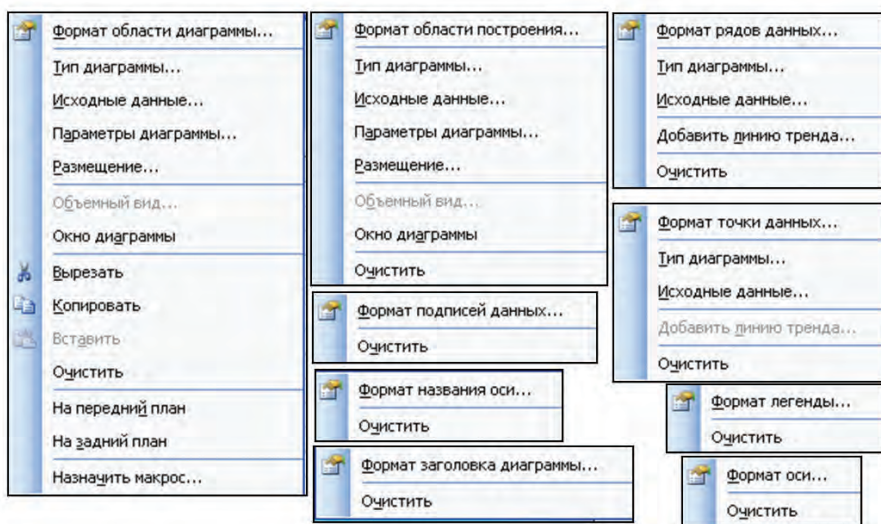 Формат области диаграммы...
Тип диаграммы...
Исходные данные...
Параметры диаграммы...
Размещение...
Объемный вид...
Окно диаграммы
Вырезать
Копировать
Вставить
Очистить
На передний план
На задний план
Назначить макрос...
Формат области построения...
Тип диаграммы...
Исходные данные...
Параметры диаграммы...
Размещение...
Объемный вид...
Окно диаграммы
Очистить
Формат подписей данных...
Очистить
Формат названия оси...
Очистить
Формат заголовка диаграммы...
Очистить
Формат рядов данных...
Тип диаграммы...
Исходные данные...
Добавить линию тренда...
Очистить
Формат точки данных...
Тип диаграммы...
Исходные данные...
Добавить линию тренда...
Очистить
Формат легенды...
Очистить
Формат оси...
Очистить